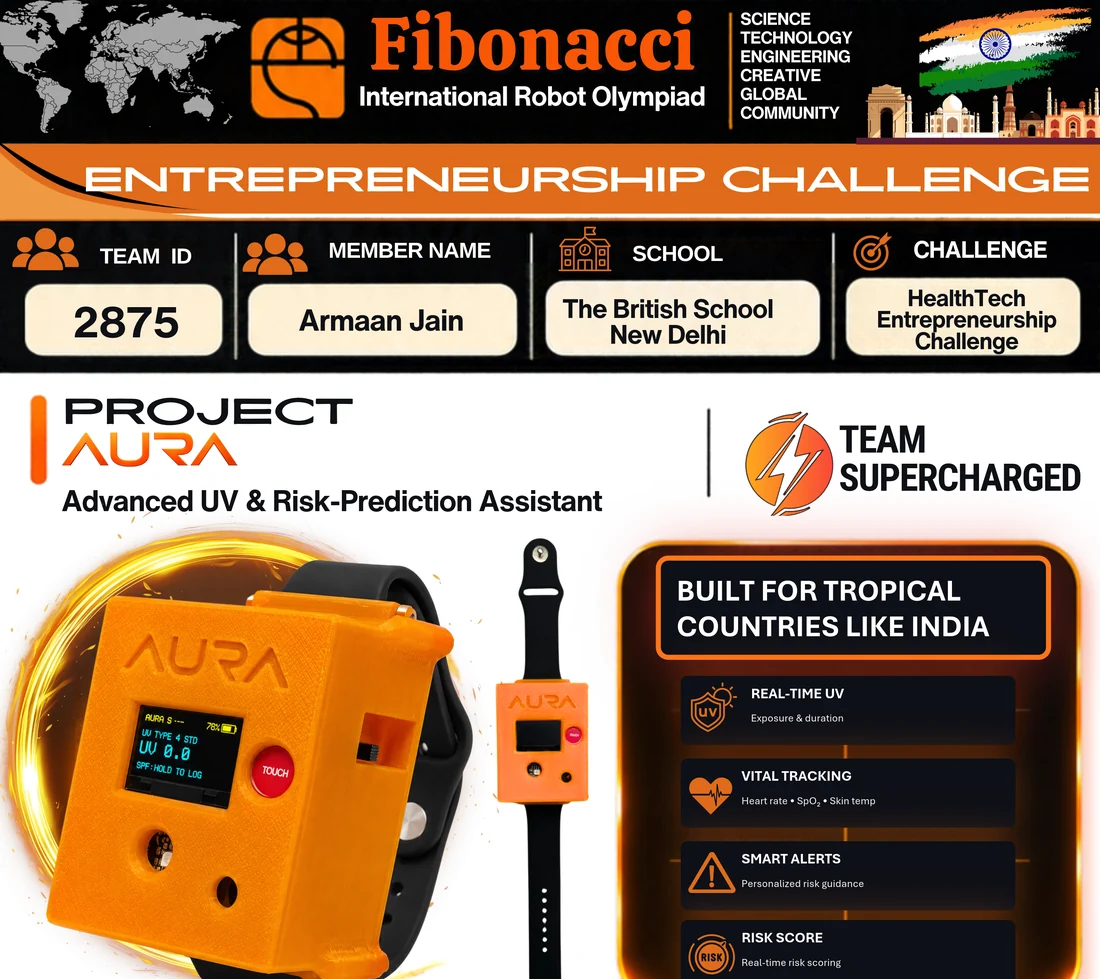 Fibonacci
International Robot Olympiad
SCIENCE
TECHNOLOGY
ENGINEERING
CREATIVE
GLOBAL
COMMUNITY
ENTREPRENEURSHIP CHALLENGE
TEAM ID
2875
MEMBER NAME
Armaan Jain
SCHOOL
The British School
New Delhi
CHALLENGE
HealthTech
Entrepreneurship
Challenge
PROJECT
AURA
Advanced UV & Risk-Prediction Assistant
TEAM
SUPERCHARGED
AURA
AURA S --- 78%
UV TYPE 4 STD
UV 0.0
SPF:HOLD TO LOG
TOUCH
AURA
BUILT FOR TROPICAL
COUNTRIES LIKE INDIA
UV
REAL-TIME UV
Exposure & duration
VITAL TRACKING
Heart rate • SpO₂ • Skin temp
SMART ALERTS
Personalized risk guidance
RISK
RISK SCORE
Real-time risk scoring